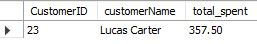 CustomerID customerName total_spent
23 Lucas Carter 357.50